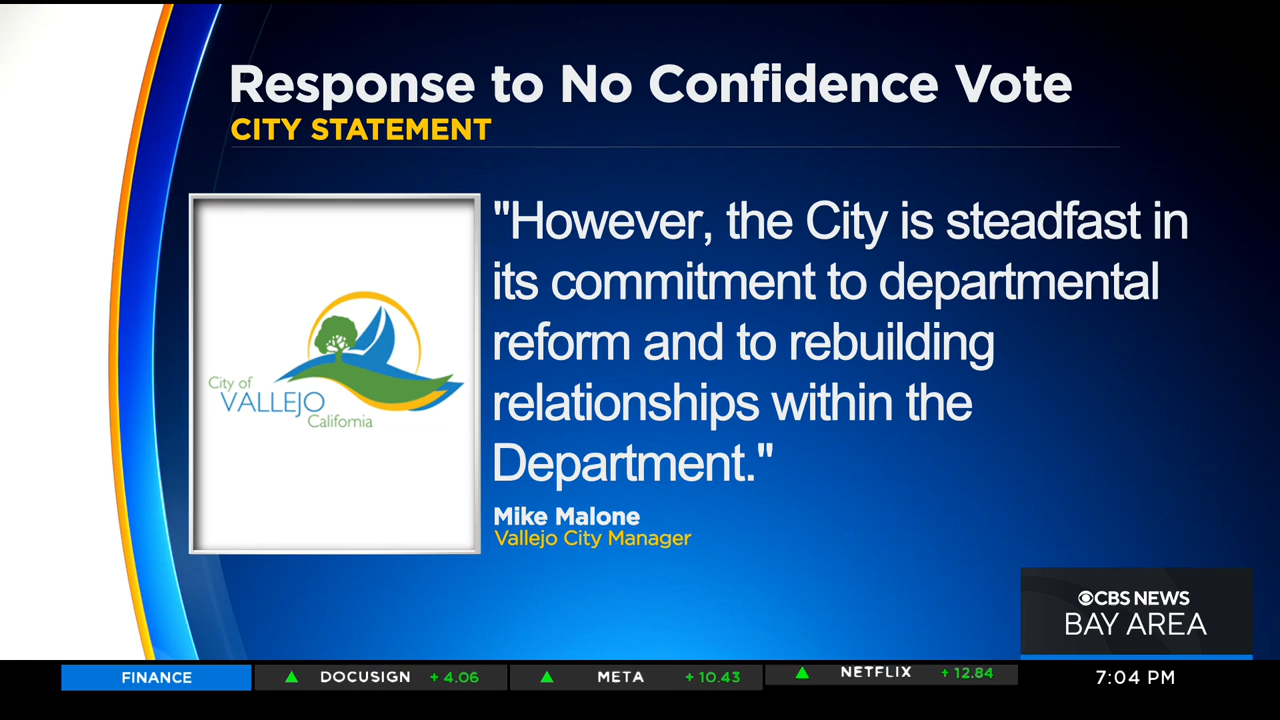 Response to No Confidence Vote
CITY STATEMENT
"However, the City is steadfast in
its commitment to departmental
reform and to rebuilding
relationships within the
Department."
Mike Malone
Vallejo City Manager
City of
VALLEJO
California
CBS NEWS
BAY AREA
FINANCE
DOCUSIGN + 4.06
META + 10.43
NETFLIX + 12.84
7:04 PM